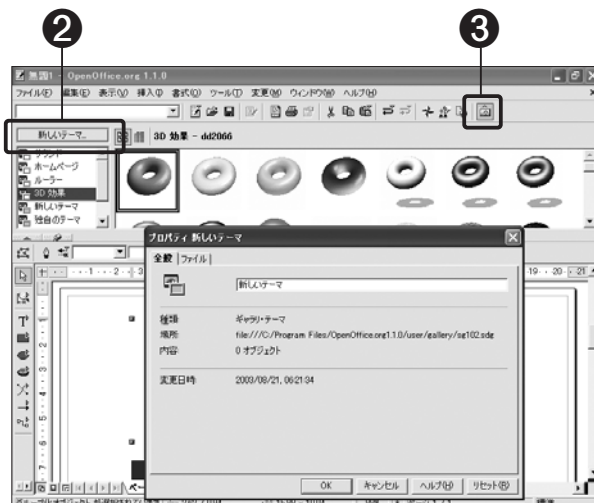 2
3
無題1 - OpenOffice.org 1.1.0
ファイル(F) 編集(E) 表示(V) 挿入(I) 書式(O) ツール(T) 変更(M) ウィンドウ(W) ヘルプ(H)
新しいテーマ...
3D 効果 - dd2066
サウンド
ホームページ
ルーラー
3D 効果
新しいテーマ
独自のテーマ
プロパティ 新しいテーマ
全般 ファイル
新しいテーマ
種類: ギャラリ・テーマ
場所: file:///C:/Program Files/OpenOffice.org1.1.0/user/gallery/sg102.sdg
内容: 0 オブジェクト
変更日時: 2003/08/21, 06:21:34
OK キャンセル ヘルプ(H) リセット(R)